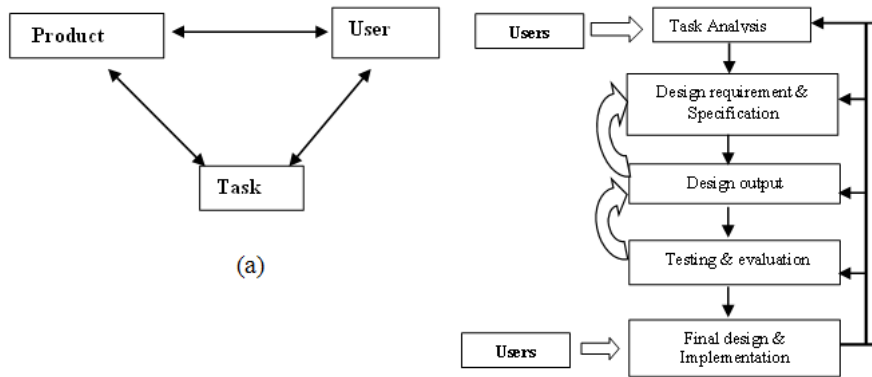 Product
User
Task
(a)
Users
Task Analysis
Design requirement &
Specification
Design output
Testing & evaluation
Users
Final design &
Implementation